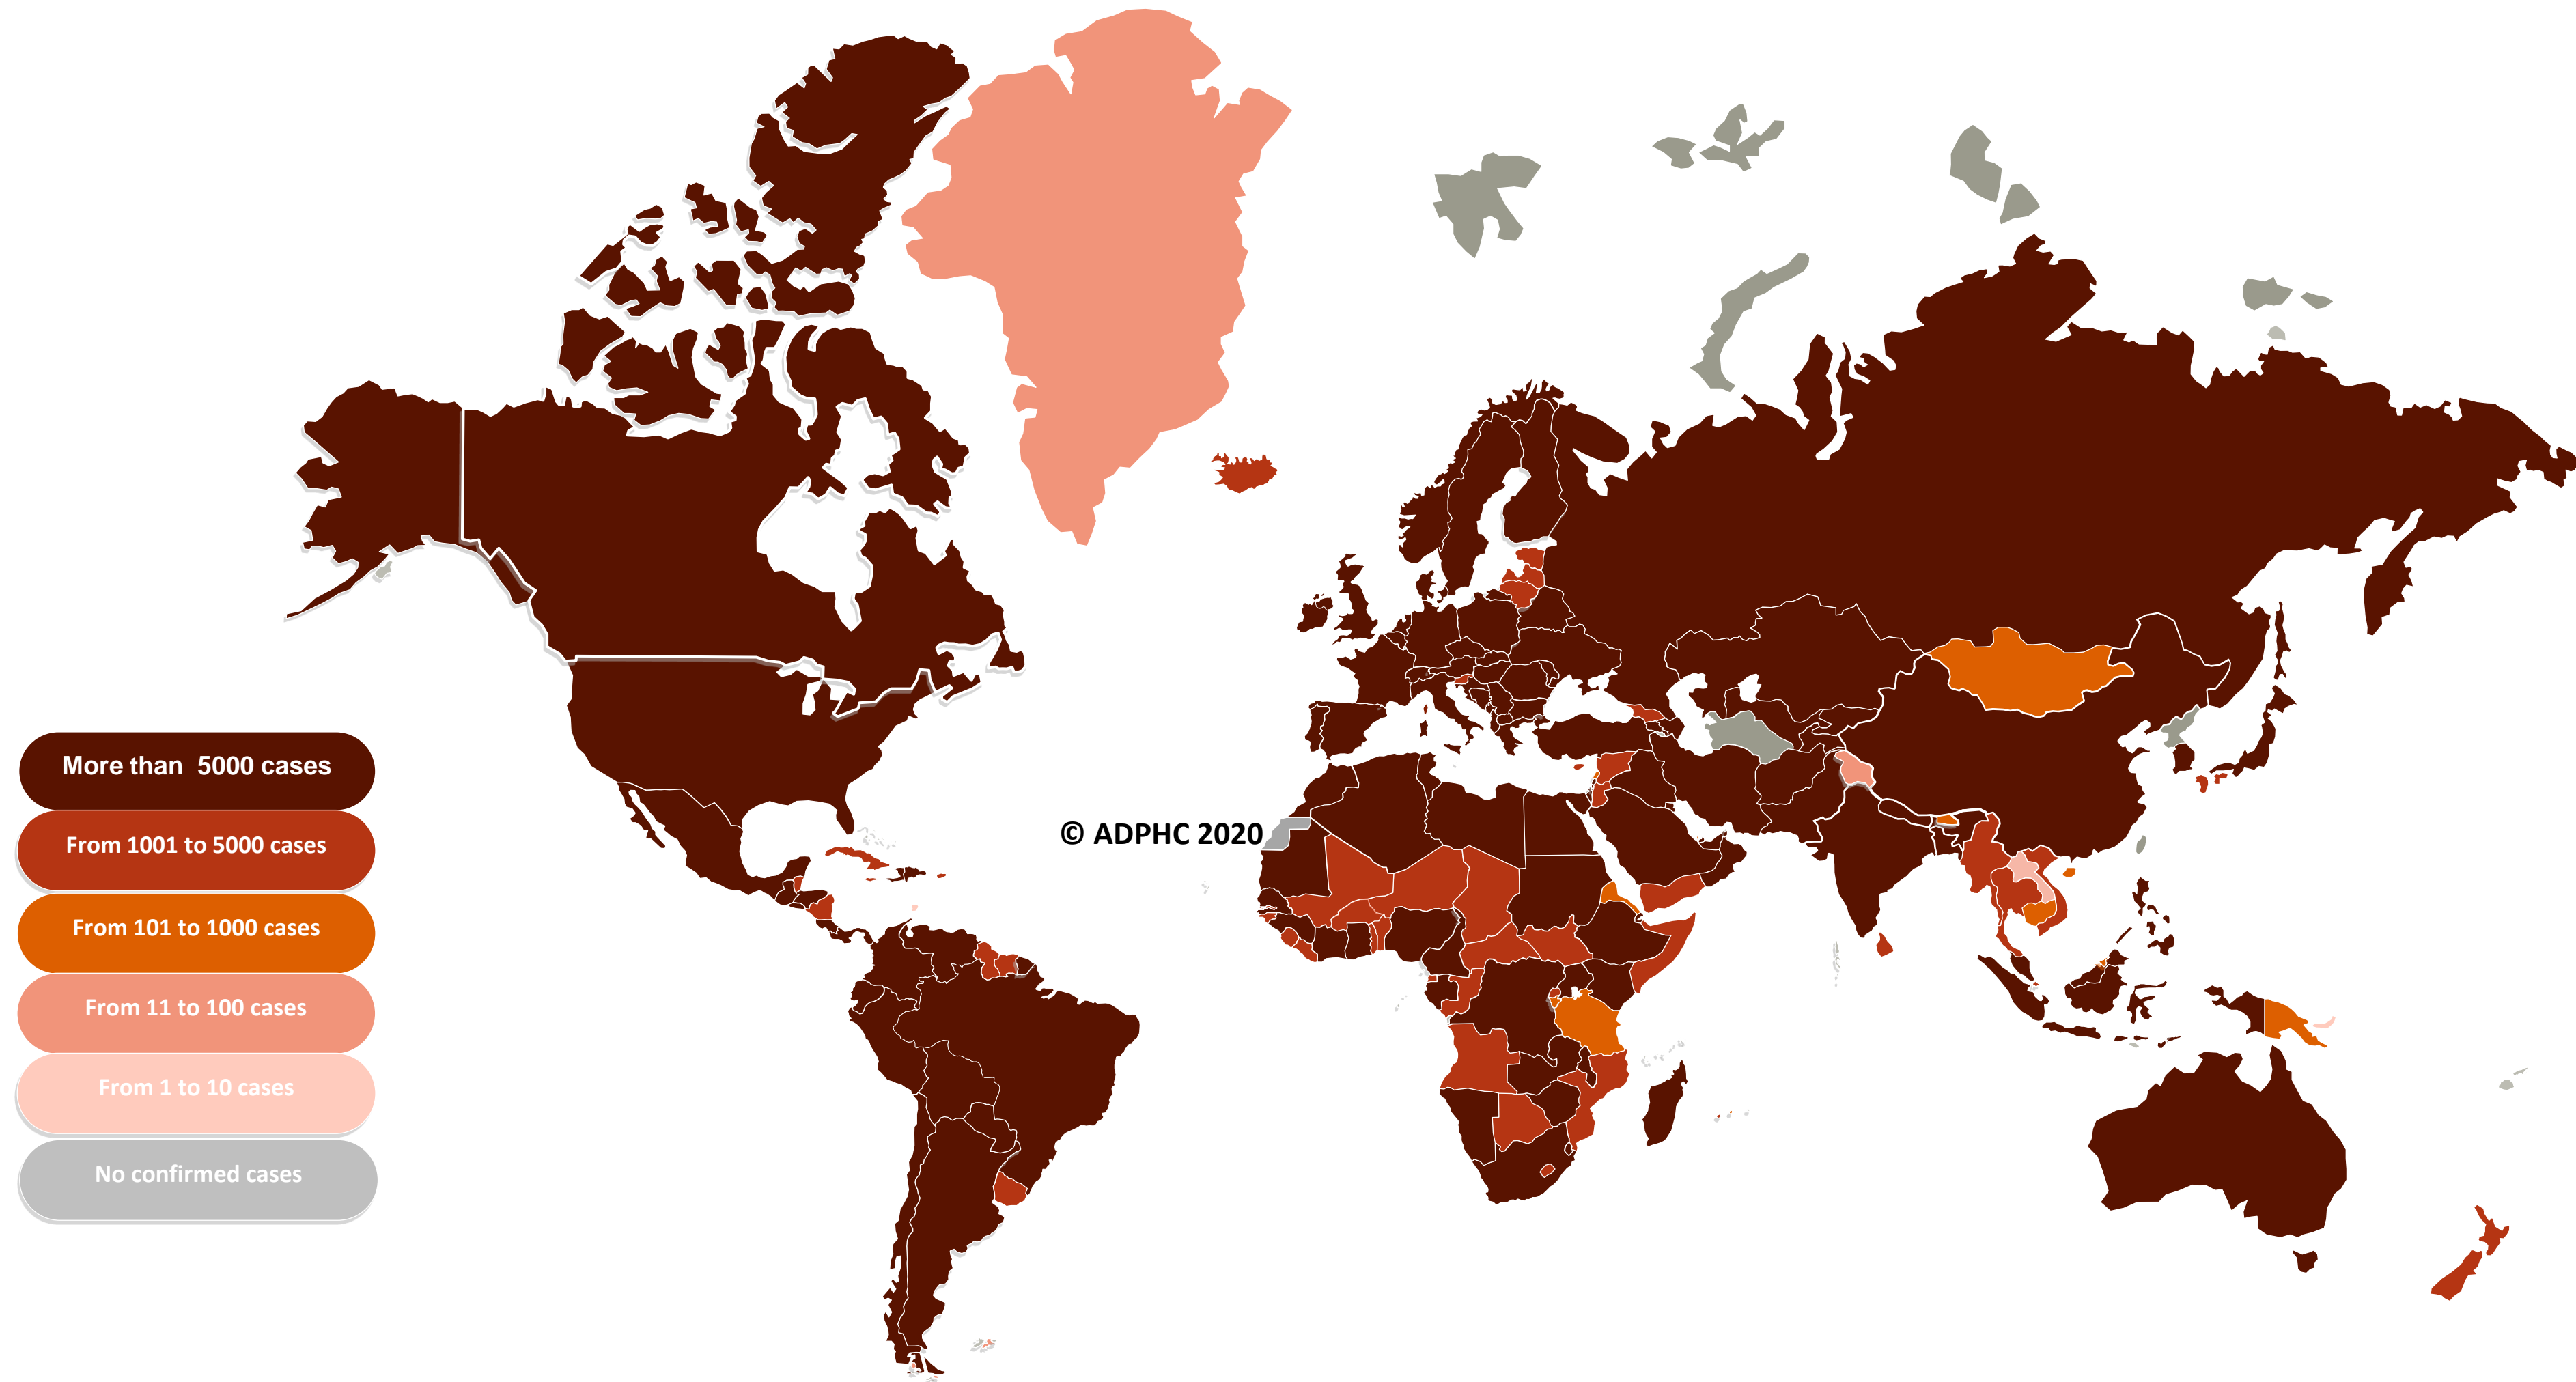 More than  5000 cases
From 1001 to 5000 cases
© ADPHC 2020
From 101 to 1000 cases
From 11 to 100 cases
From 1 to 10 cases
No confirmed cases